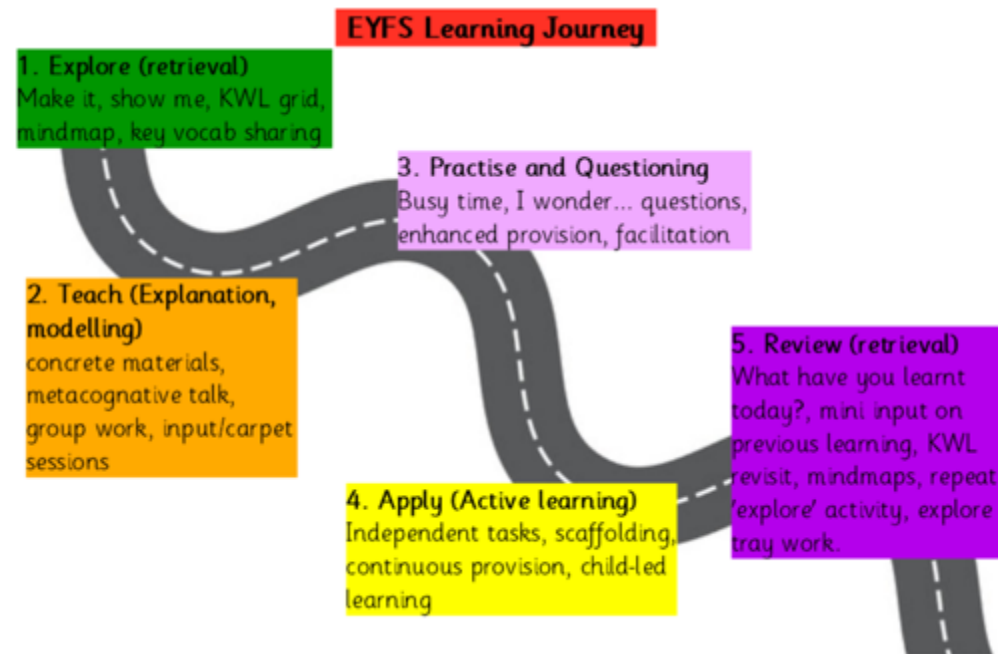 EYFS Learning Journey
1. Explore (retrieval)
Make it, show me, KWL grid,
mindmap, key vocab sharing
2. Teach (Explanation,
modelling)
concrete materials,
metacognative talk,
group work, input/carpet
sessions
3. Practise and Questioning
Busy time, I wonder... questions,
enhanced provision, facilitation
4. Apply (Active learning)
Independent tasks, scaffolding,
continuous provision, child-led
learning
5. Review (retrieval)
What have you learnt
today?, mini input on
previous learning, KWL
revisit, mindmaps, repeat
'explore' activity, explore
tray work.